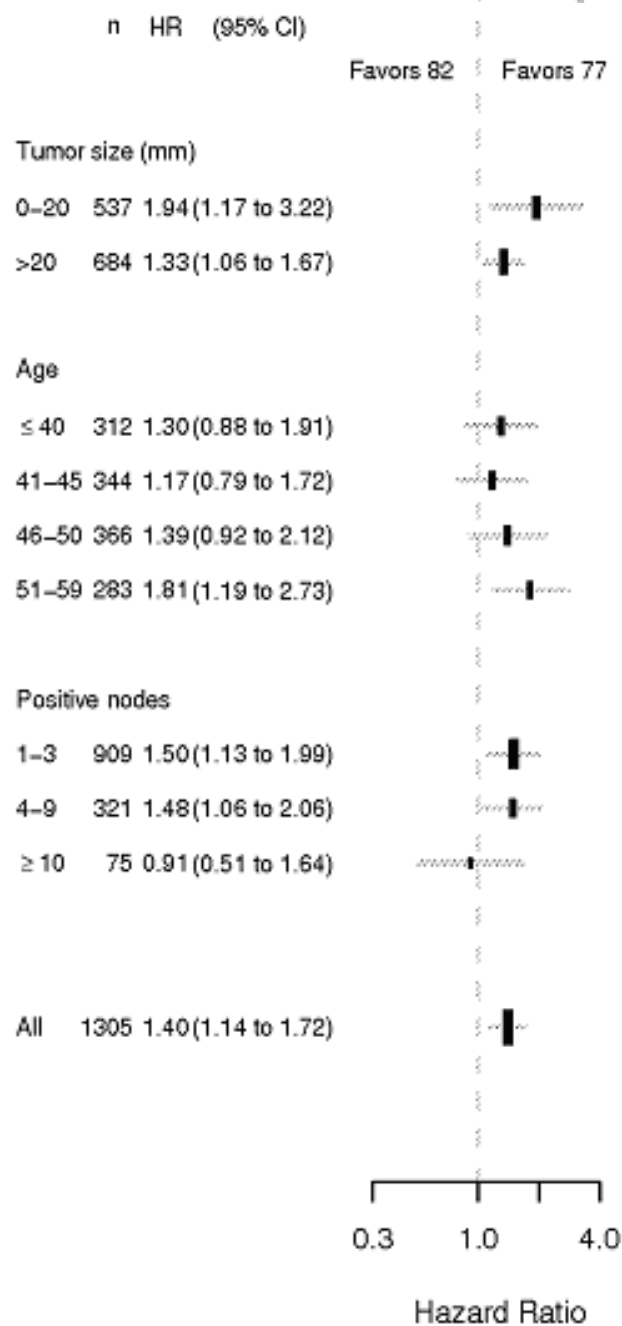 n HR (95% CI)
Favors 82 Favors 77
Tumor size (mm)
0–20 537 1.94 (1.17 to 3.22)
>20 684 1.33 (1.06 to 1.67)
Age
≤ 40 312 1.30 (0.88 to 1.91)
41–45 344 1.17 (0.79 to 1.72)
46–50 366 1.39 (0.92 to 2.12)
51–59 283 1.81 (1.19 to 2.73)
Positive nodes
1–3 909 1.50 (1.13 to 1.99)
4–9 321 1.48 (1.06 to 2.06)
≥ 10 75 0.91 (0.51 to 1.64)
All 1305 1.40 (1.14 to 1.72)
0.3 1.0 4.0
Hazard Ratio